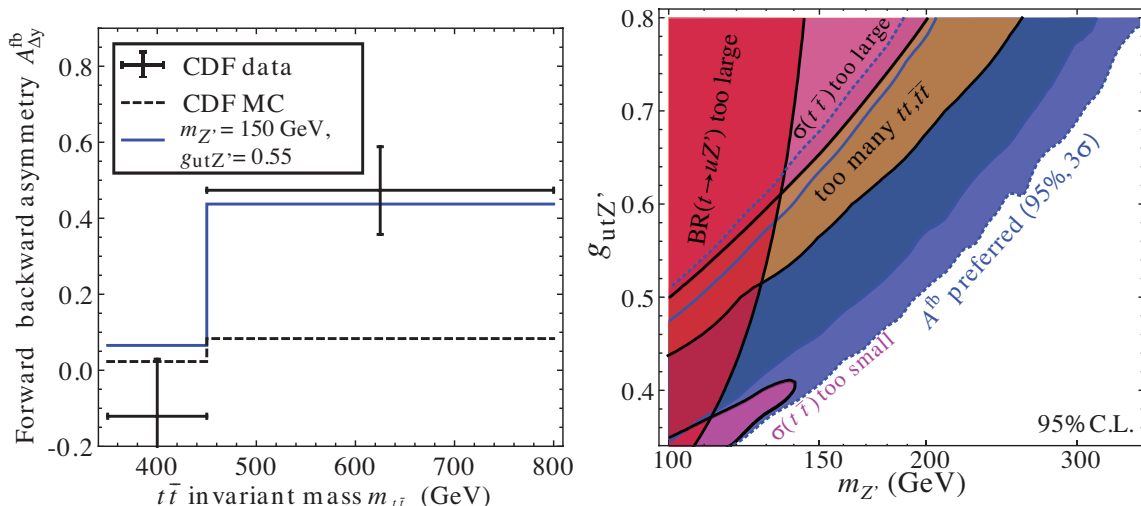 Forward backward asymmetry A^fb_Δy
0.8
0.6
0.4
0.2
0.0
-0.2
CDF data
CDF MC
m_Z' = 150 GeV,
g_utZ' = 0.55
400
500
600
700
800
t t̄ invariant mass m_tt̄ (GeV)
g_utZ'
0.8
0.7
0.6
0.5
0.4
BR(t→uZ') too large
σ(t t̄) too large
too many tt, t̄t̄
A^fb preferred (95%, 3σ)
σ(t t̄) too small
95% C.L.
100
150
200
300
m_Z' (GeV)